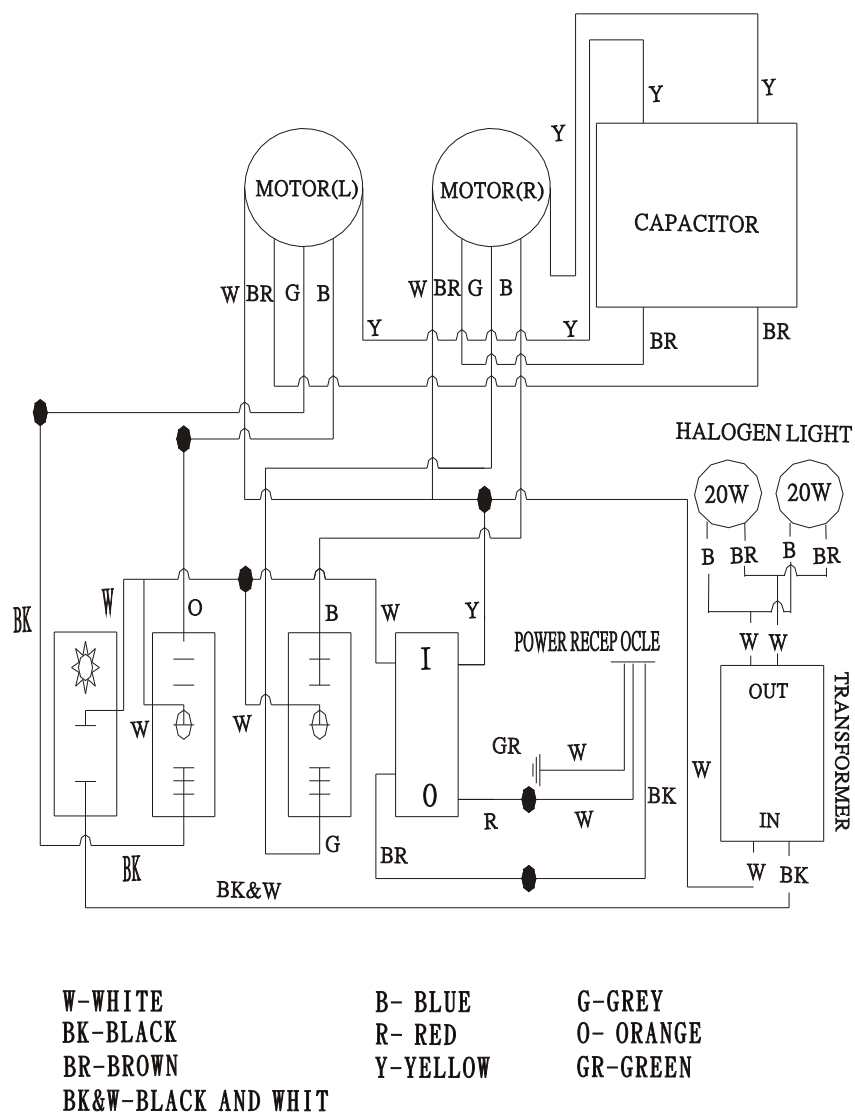 Y
Y
Y
MOTOR(L)
MOTOR(R)
CAPACITOR
W BR G B
W BR G B
Y
Y
BR
BR
HALOGEN LIGHT
20W
20W
B BR B BR
BK
W
O
B
W
Y
POWER RECEP OCLE
I
W W
OUT
TRANSFORMER
W
W
GR
W
W
O
BK
R
W
IN
BK
G
BR
W
BK
BK&W
W-WHITE
B- BLUE
G-GREY
BK-BLACK
R- RED
O- ORANGE
BR-BROWN
Y-YELLOW
GR-GREEN
BK&W-BLACK AND WHIT